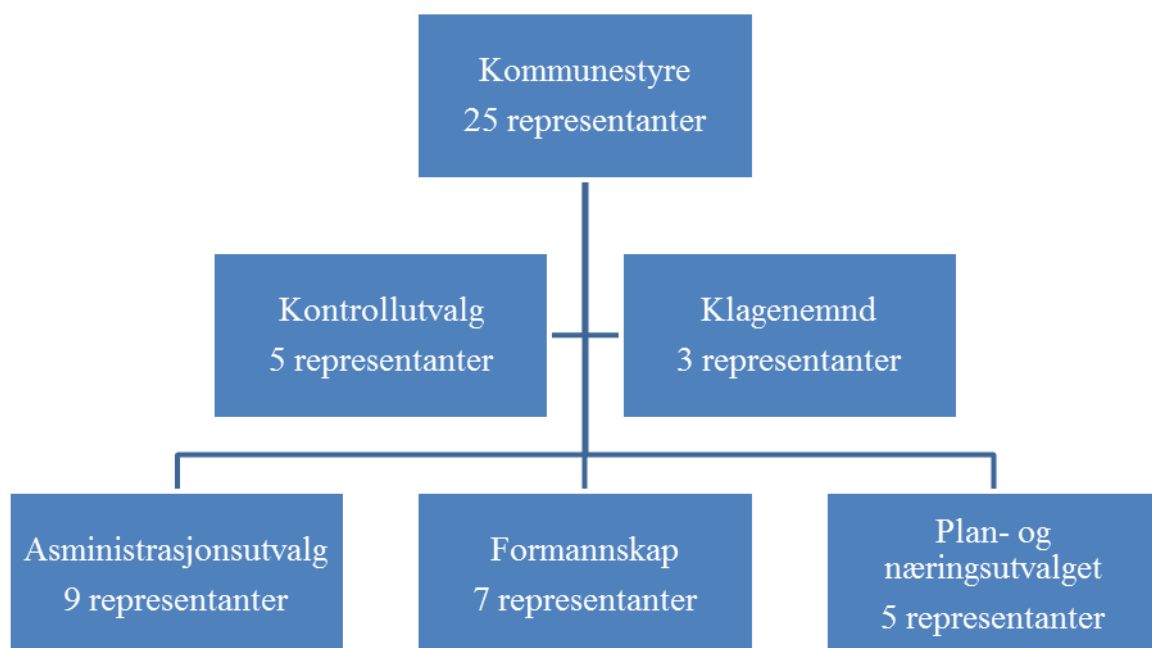 Kommunestyre
25 representanter
Kontrollutvalg
5 representanter
Klagenemnd
3 representanter
Asministrasjonsutvalg
9 representanter
Formannskap
7 representanter
Plan- og
næringsutvalget
5 representanter